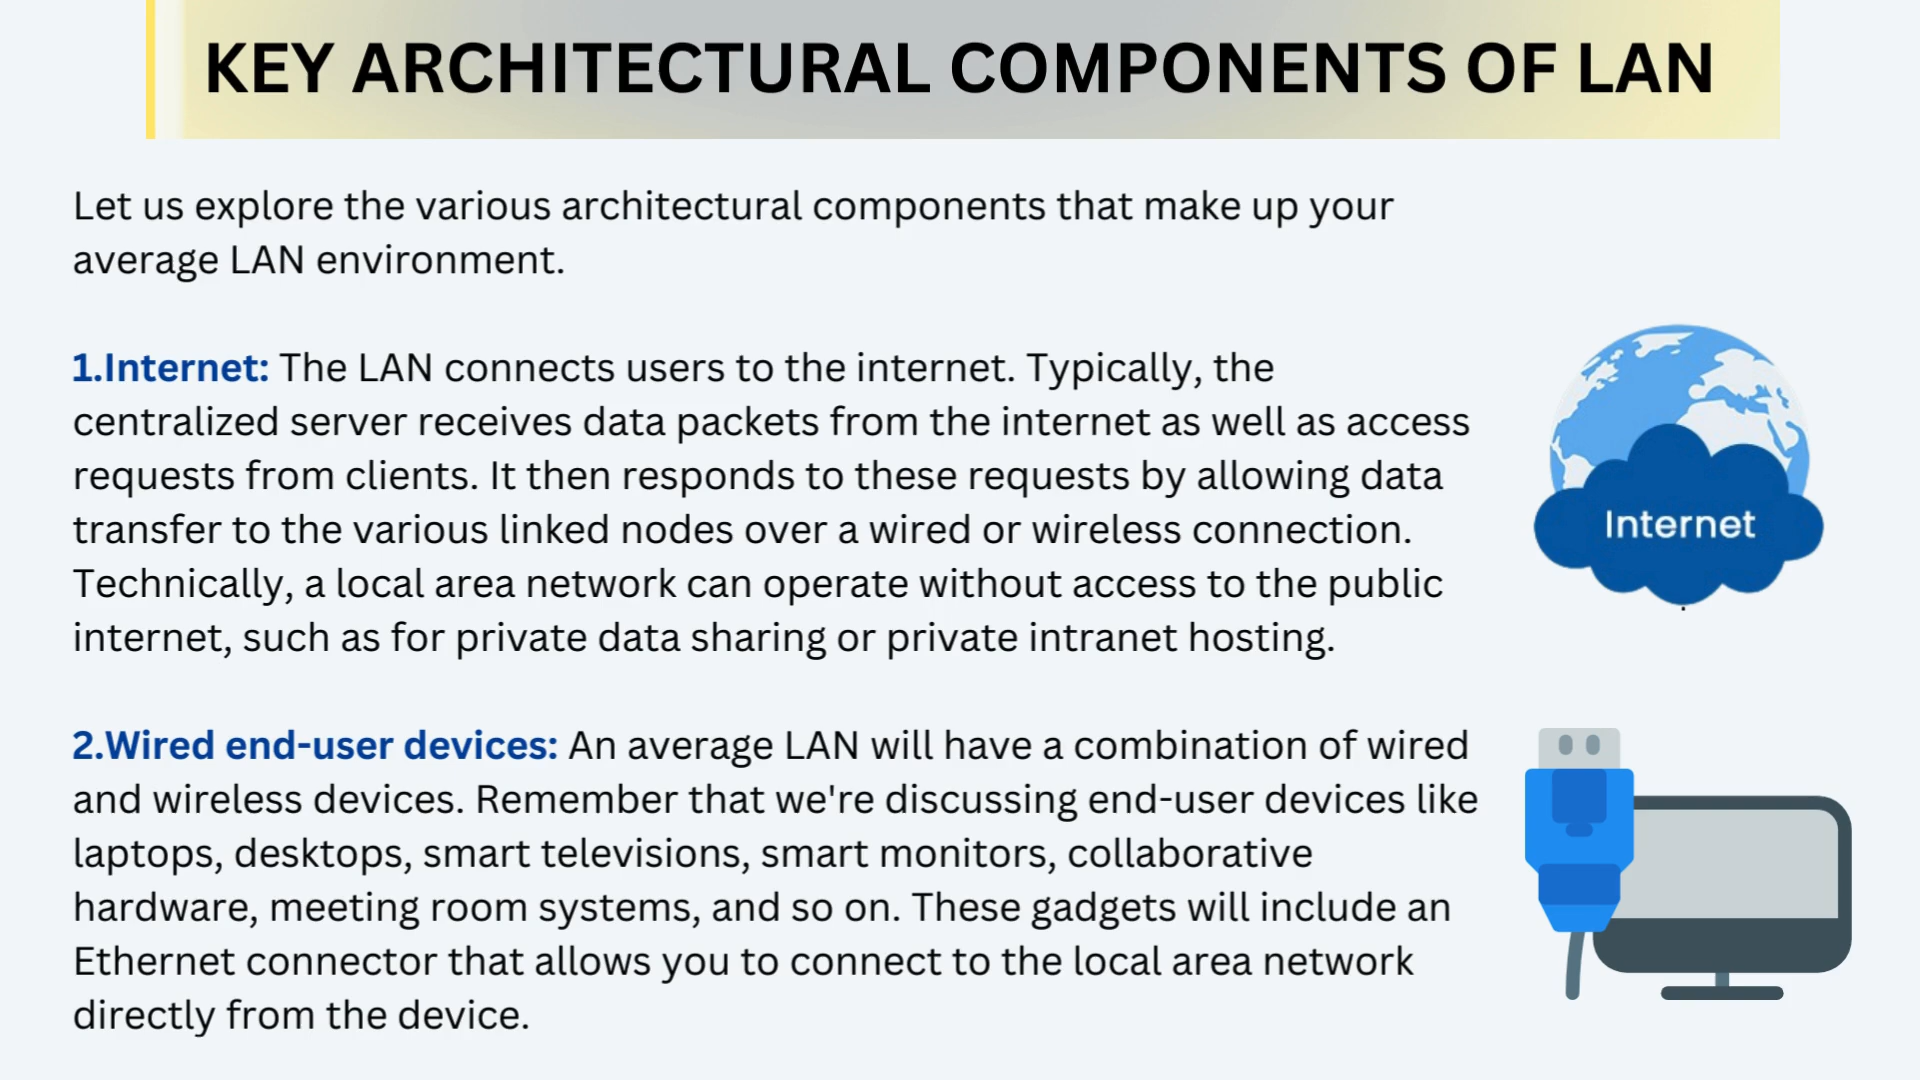 KEY ARCHITECTURAL COMPONENTS OF LAN
Let us explore the various architectural components that make up your
average LAN environment.
1.Internet: The LAN connects users to the internet. Typically, the
centralized server receives data packets from the internet as well as access
requests from clients. It then responds to these requests by allowing data
transfer to the various linked nodes over a wired or wireless connection.
Technically, a local area network can operate without access to the public
internet, such as for private data sharing or private intranet hosting.
Internet
2.Wired end-user devices: An average LAN will have a combination of wired
and wireless devices. Remember that we're discussing end-user devices like
laptops, desktops, smart televisions, smart monitors, collaborative
hardware, meeting room systems, and so on. These gadgets will include an
Ethernet connector that allows you to connect to the local area network
directly from the device.